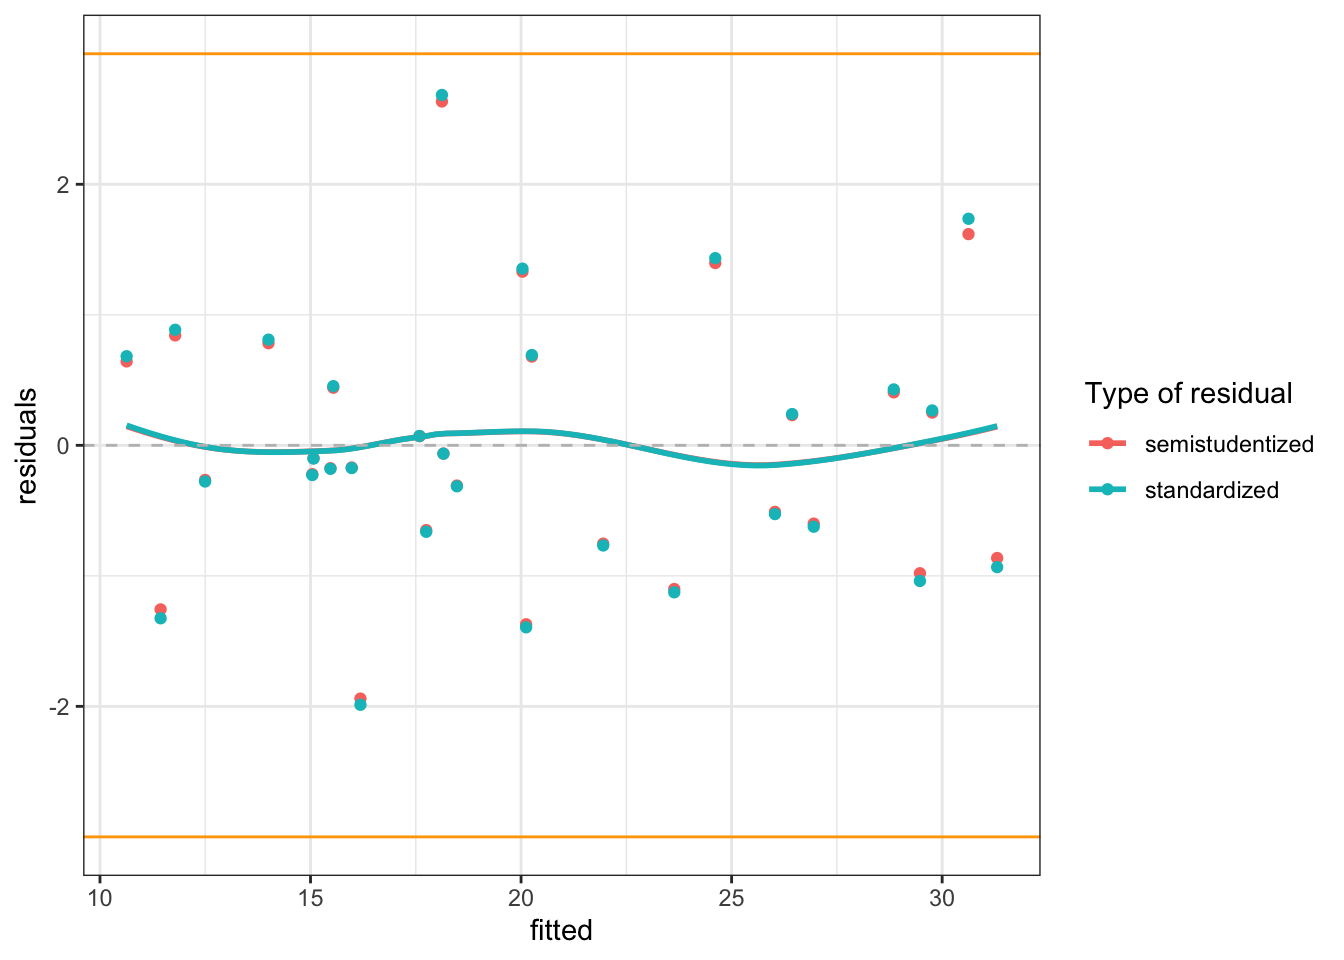 2
0
-2
residuals
10
15
20
25
30
fitted
Type of residual
semistudentized
standardized